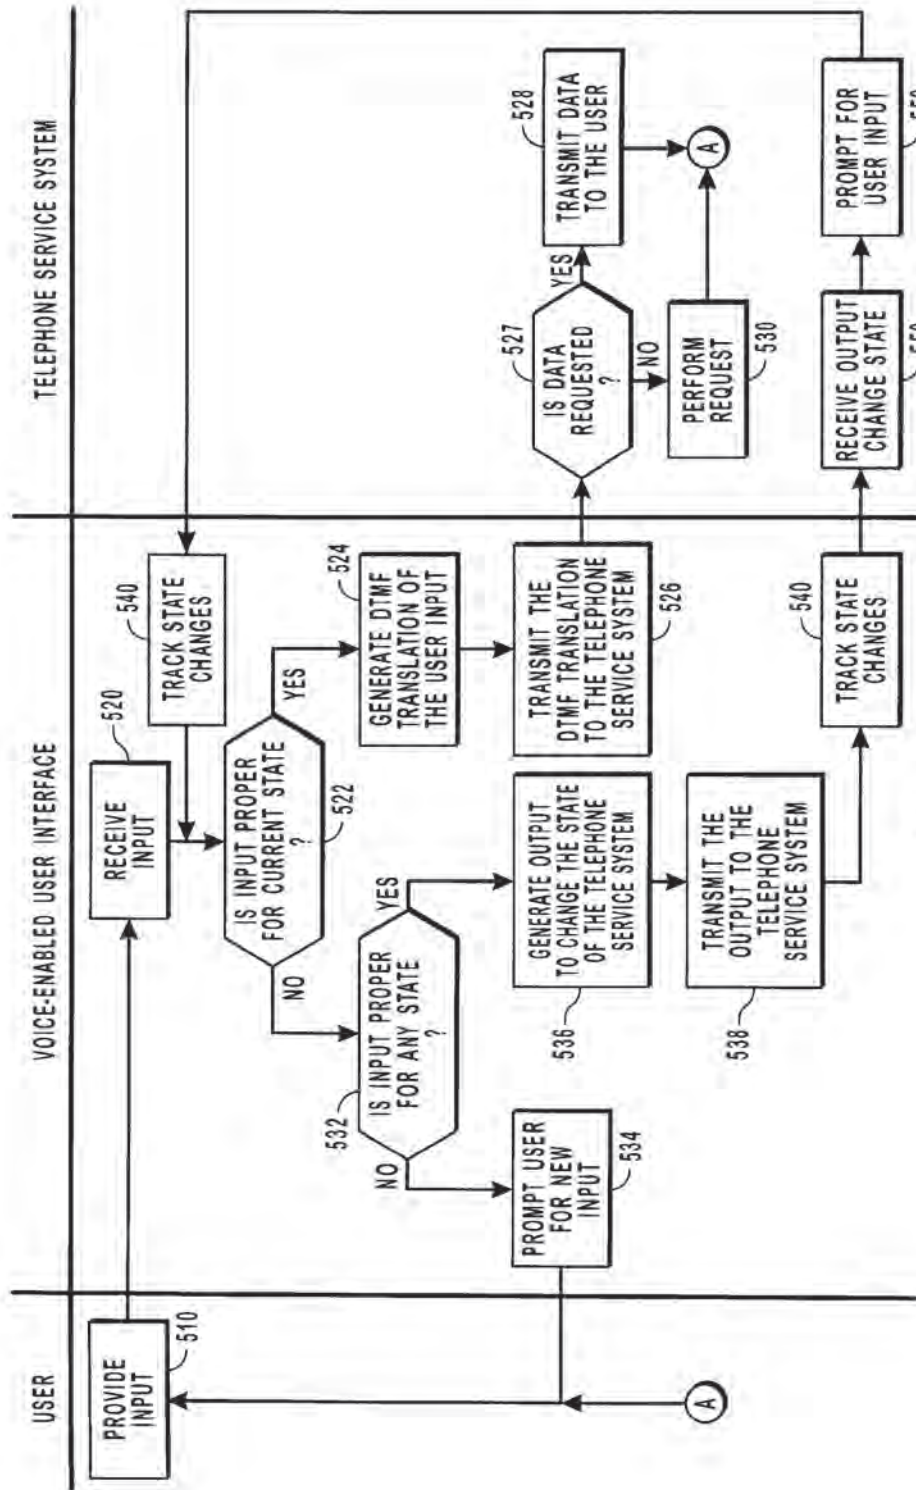 USER
VOICE-ENABLED USER INTERFACE
TELEPHONE SERVICE SYSTEM
PROVIDE
INPUT
510
RECEIVE
INPUT
520
TRACK STATE
CHANGES
540
IS INPUT PROPER
FOR CURRENT STATE
?
522
YES
NO
GENERATE DTMF
TRANSLATION OF
THE USER INPUT
524
IS INPUT PROPER
FOR ANY STATE
?
532
YES
NO
PROMPT USER
FOR NEW
INPUT
534
GENERATE OUTPUT
TO CHANGE THE STATE
OF THE TELEPHONE
SERVICE SYSTEM
536
TRANSMIT THE
DTMF TRANSLATION
TO THE TELEPHONE
SERVICE SYSTEM
526
IS DATA
REQUESTED
?
527
YES
NO
TRANSMIT DATA
TO THE USER
528
PERFORM
REQUEST
530
A
A
TRANSMIT THE
OUTPUT TO THE
TELEPHONE
SERVICE SYSTEM
538
TRACK STATE
CHANGES
540
RECEIVE OUTPUT
CHANGE STATE
PROMPT FOR
USER INPUT